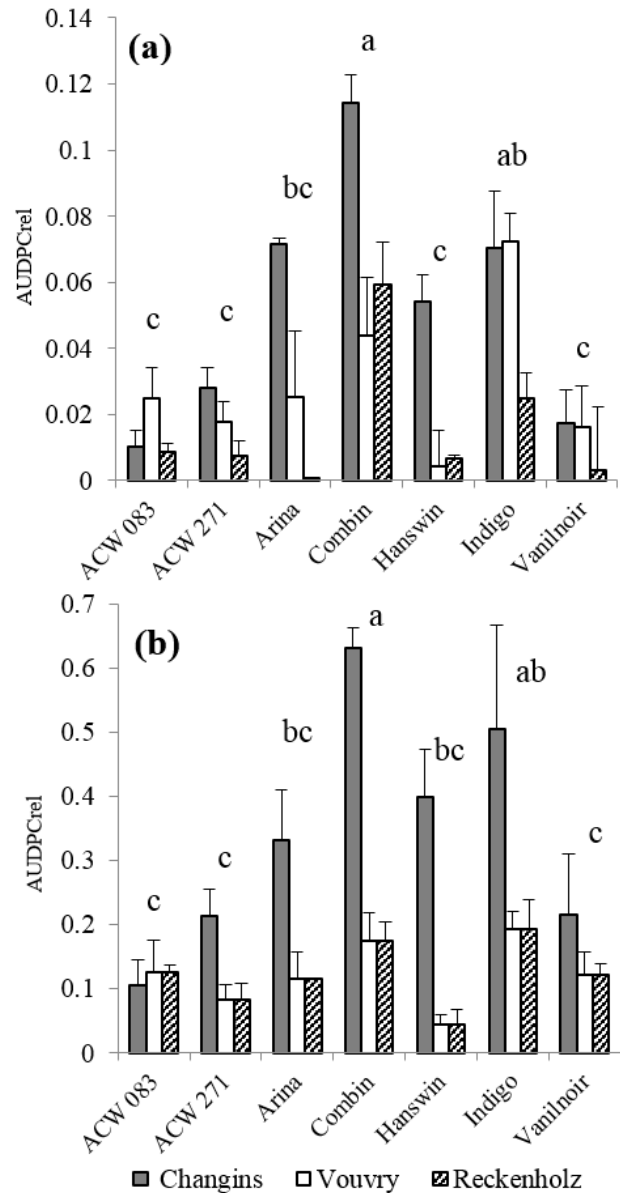 (a)
AUDPCrel
0.14
0.12
0.1
0.08
0.06
0.04
0.02
0
c
c
bc
a
c
ab
c
ACW 083
ACW 271
Arina
Combin
Hanswin
Indigo
Vanilnoir
(b)
AUDPCrel
0.7
0.6
0.5
0.4
0.3
0.2
0.1
0
c
c
bc
a
bc
ab
c
ACW 083
ACW 271
Arina
Combin
Hanswin
Indigo
Vanilnoir
Changins Vouvry Reckenholz